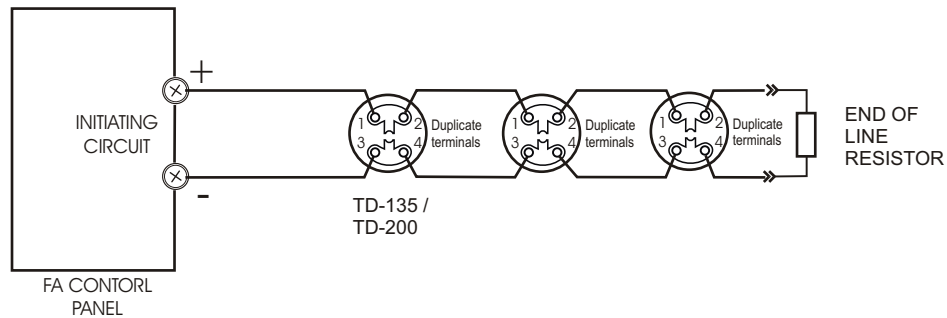 +
INITIATING
CIRCUIT
-
FA CONTORL
PANEL
1 2
3 4
Duplicate
terminals
TD-135 /
TD-200
1 2
3 4
Duplicate
terminals
1 2
3 4
Duplicate
terminals
END OF
LINE
RESISTOR